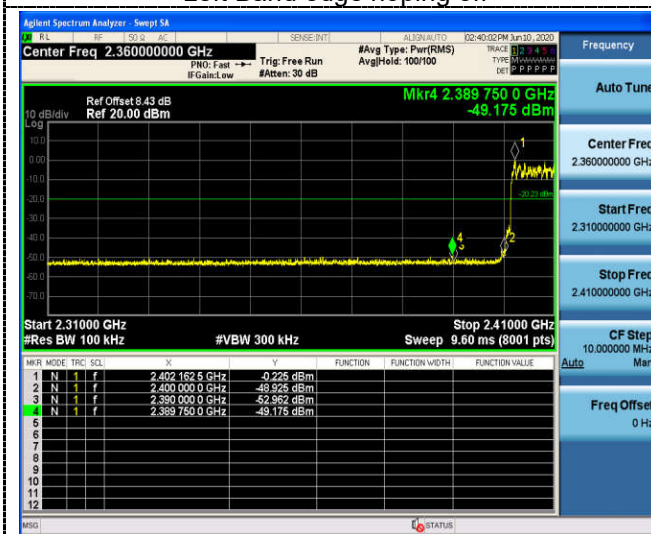 Agilent Spectrum Analyzer - Swept SA
RL RF 50 Ω AC SENSE:INT ALIGN AUTO 02:40:02 PM Jun 10, 2020
Center Freq 2.360000000 GHz
PNO: Fast
IFGain:Low
Trig: Free Run
#Atten: 30 dB
#Avg Type: Pwr(RMS)
Avg|Hold: 100/100
TRACE 1 2 3 4 5 6
TYPE M
DET P P P P P P
Ref Offset 8.43 dB
Ref 20.00 dBm
10 dB/div
Log
Mkr4 2.389 750 0 GHz
-49.175 dBm
10.0
0.00
-10.0
-20.0
-30.0
-40.0
-50.0
-60.0
-70.0
1
2
3
4
-20.23 dBm
Start 2.31000 GHz
Stop 2.41000 GHz
#Res BW 100 kHz
#VBW 300 kHz
Sweep 9.60 ms (8001 pts)
MKR MODE TRC SCL X Y FUNCTION FUNCTION WIDTH FUNCTION VALUE
1 N 1 f 2.402 162 5 GHz -0.225 dBm
2 N 1 f 2.400 000 0 GHz -48.925 dBm
3 N 1 f 2.390 000 0 GHz -52.962 dBm
4 N 1 f 2.389 750 0 GHz -49.175 dBm
5
6
7
8
9
10
11
12
MSG
STATUS
Frequency
Auto Tune
Center Freq
2.360000000 GHz
Start Freq
2.310000000 GHz
Stop Freq
2.410000000 GHz
CF Step
10.000000 MHz
Auto Man
Freq Offset
0 Hz